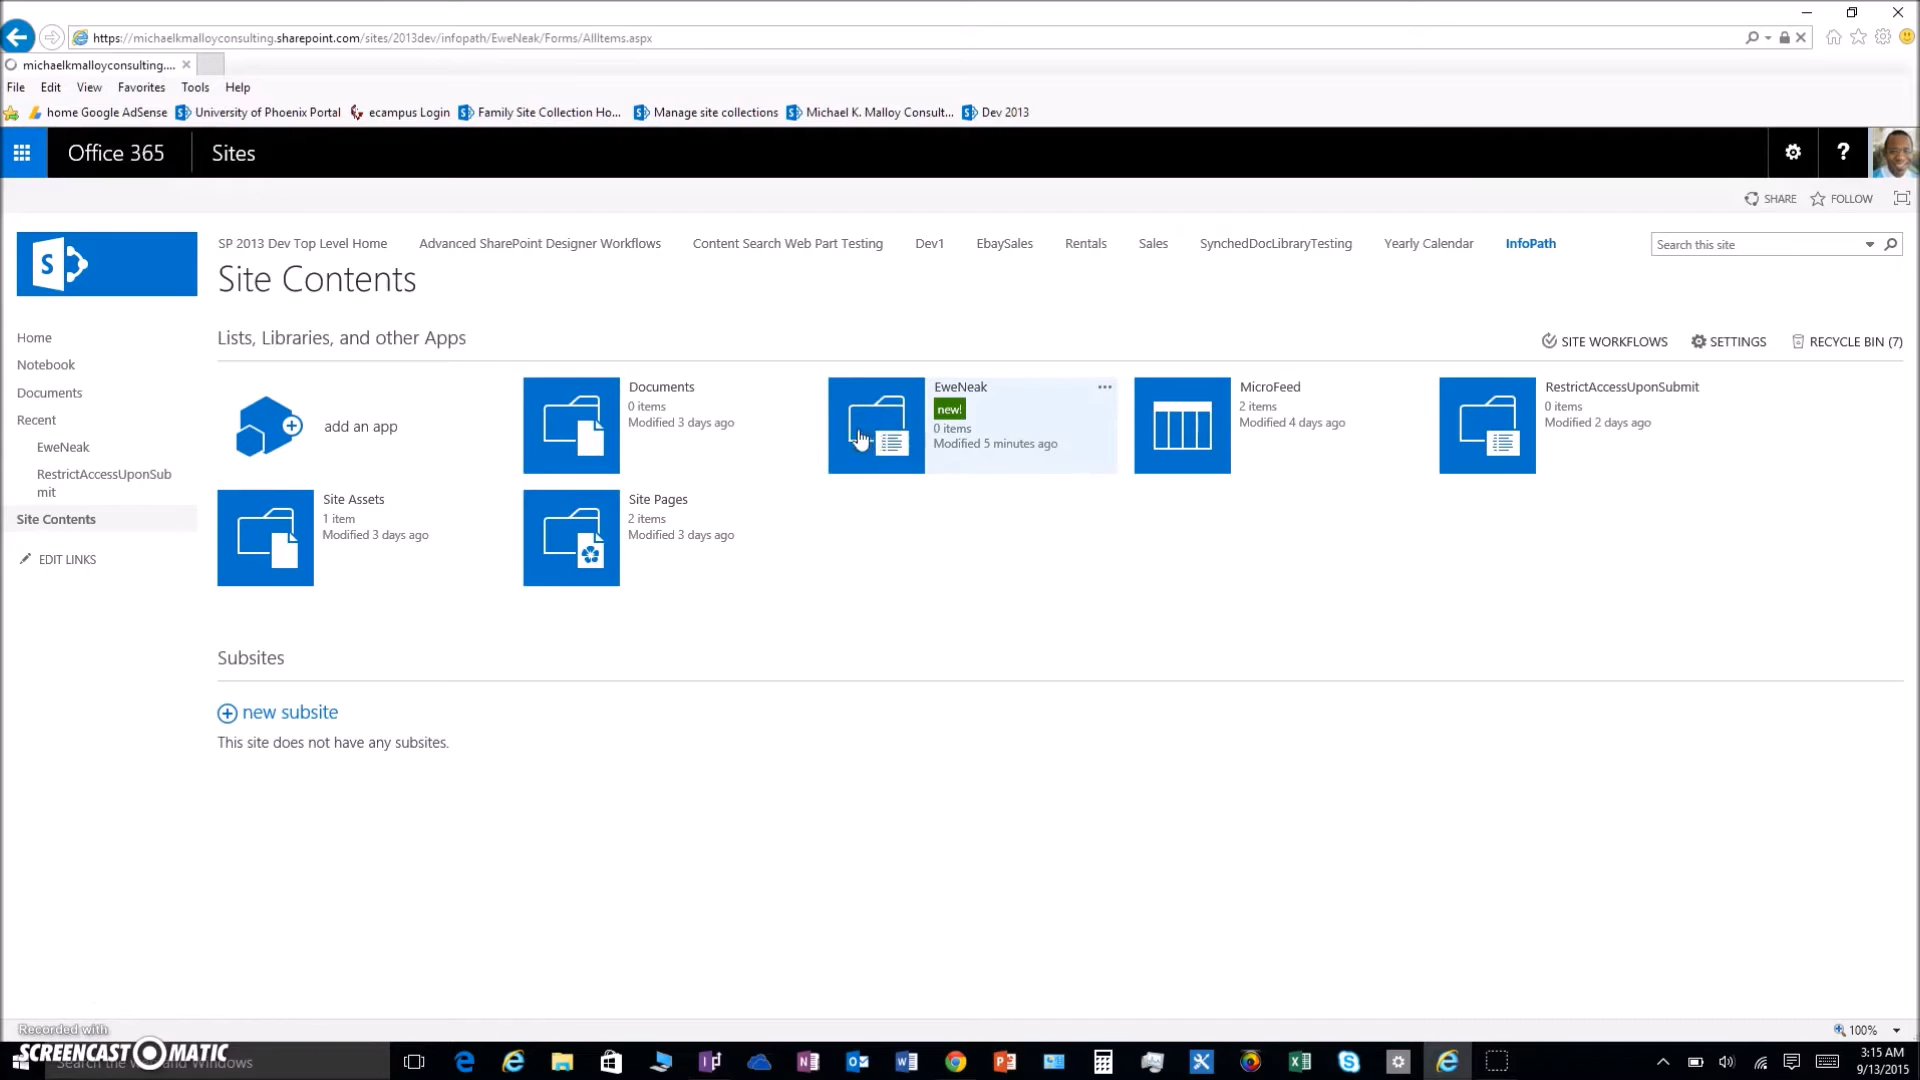 https://michaelkmalloyconsulting.sharepoint.com/sites/2013dev/infopath/EweNeak/Forms/AllItems.aspx
michaelkmalloyconsulting....
File Edit View Favorites Tools Help
home Google AdSense University of Phoenix Portal ecampus Login Family Site Collection Ho... Manage site collections Michael K. Malloy Consult... Dev 2013
Office 365 Sites ?
SHARE FOLLOW
S SP 2013 Dev Top Level Home Advanced SharePoint Designer Workflows Content Search Web Part Testing Dev1 EbaySales Rentals Sales SynchedDocLibraryTesting Yearly Calendar InfoPath Search this site
Site Contents
Home
Notebook
Documents
Recent
EweNeak
RestrictAccessUponSub
mit
Site Contents
EDIT LINKS
Lists, Libraries, and other Apps
SITE WORKFLOWS SETTINGS RECYCLE BIN (7)
add an app
Documents
0 items
Modified 3 days ago
EweNeak
new!
0 items
Modified 5 minutes ago
MicroFeed
2 items
Modified 4 days ago
RestrictAccessUponSubmit
0 items
Modified 2 days ago
Site Assets
1 item
Modified 3 days ago
Site Pages
2 items
Modified 3 days ago
Subsites
new subsite
This site does not have any subsites.
100%
Recorded with
SCREENCAST MATIC
Search the web and Windows
3:15 AM
9/13/2015